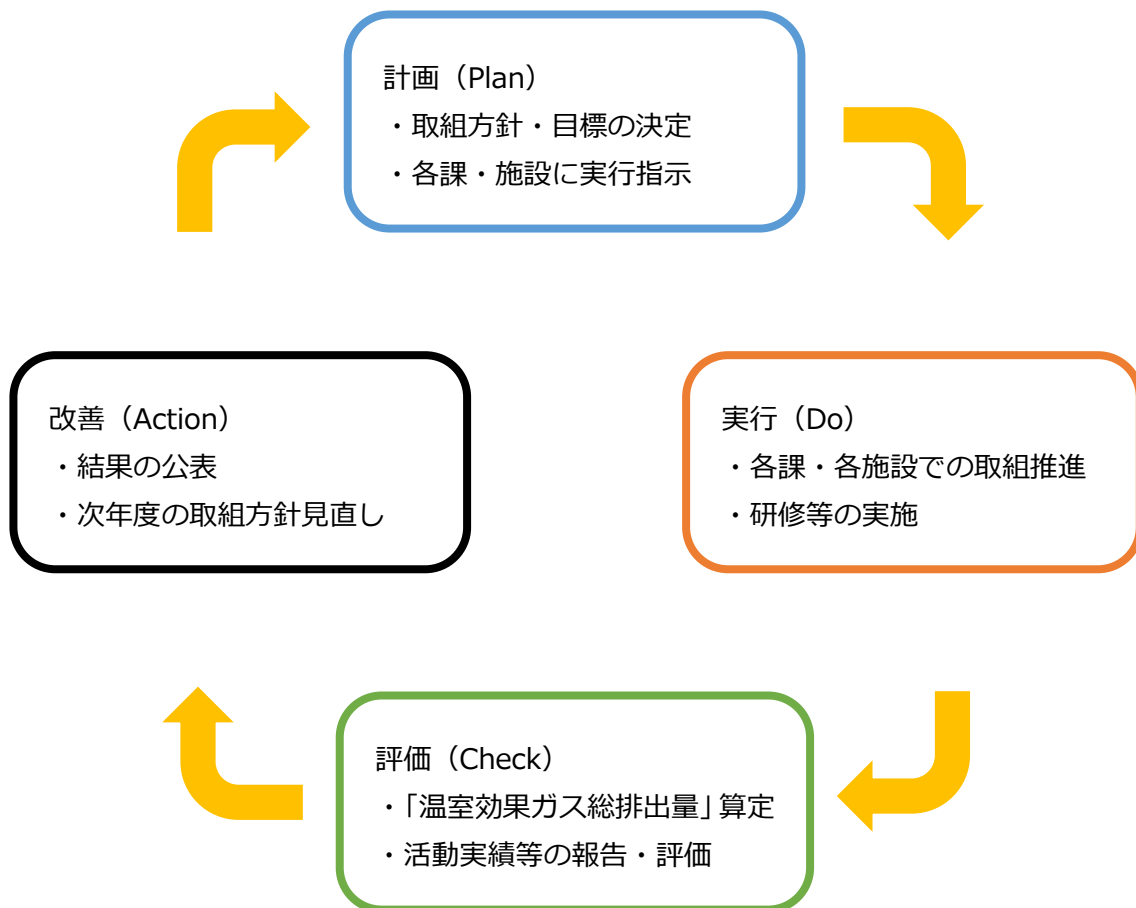 計画（Plan）
・取組方針・目標の決定
・各課・施設に実行指示
改善（Action）
・結果の公表
・次年度の取組方針見直し
実行（Do）
・各課・各施設での取組推進
・研修等の実施
評価（Check）
・「温室効果ガス総排出量」算定
・活動実績等の報告・評価